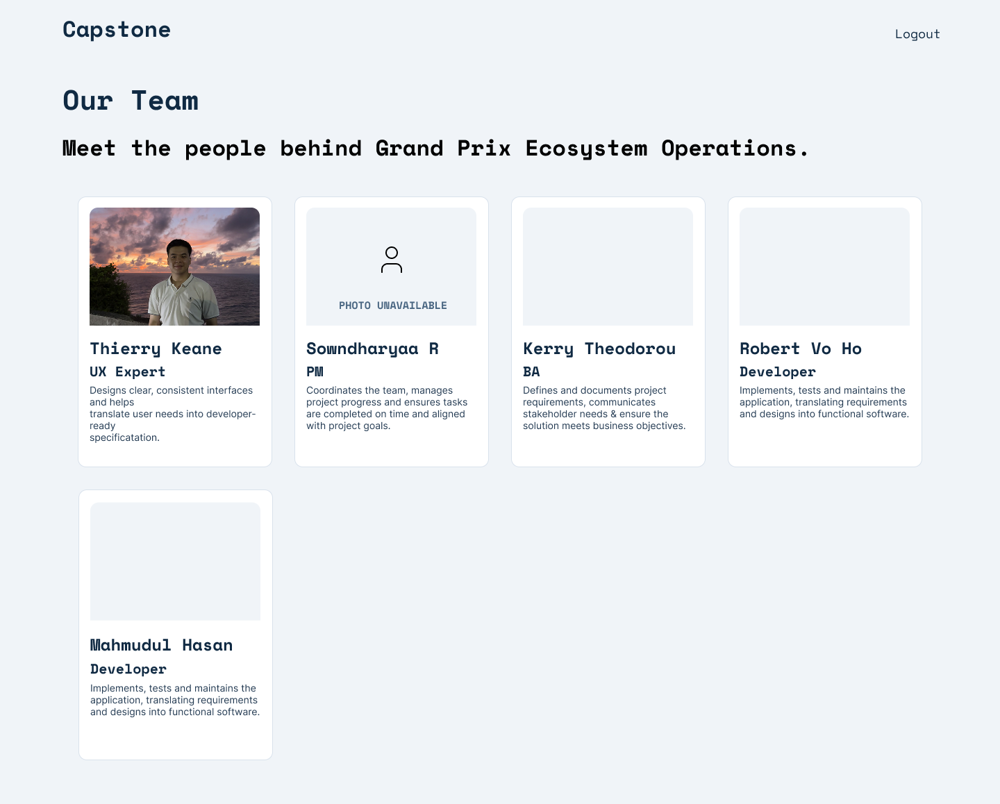 Capstone
Logout
Our Team
Meet the people behind Grand Prix Ecosystem Operations.
Thierry Keane
UX Expert
Designs clear, consistent interfaces
and helps
translate user needs into developer-
ready
specificatation.
PHOTO UNAVAILABLE
Sowndharyaa R
PM
Coordinates the team, manages
project progress and ensures tasks
are completed on time and aligned
with project goals.
Kerry Theodorou
BA
Defines and documents project
requirements, communicates
stakeholder needs & ensure the
solution meets business objectives.
Robert Vo Ho
Developer
Implements, tests and maintains the
application, translating requirements
and designs into functional software.
Mahmudul Hasan
Developer
Implements, tests and maintains the
application, translating requirements
and designs into functional software.